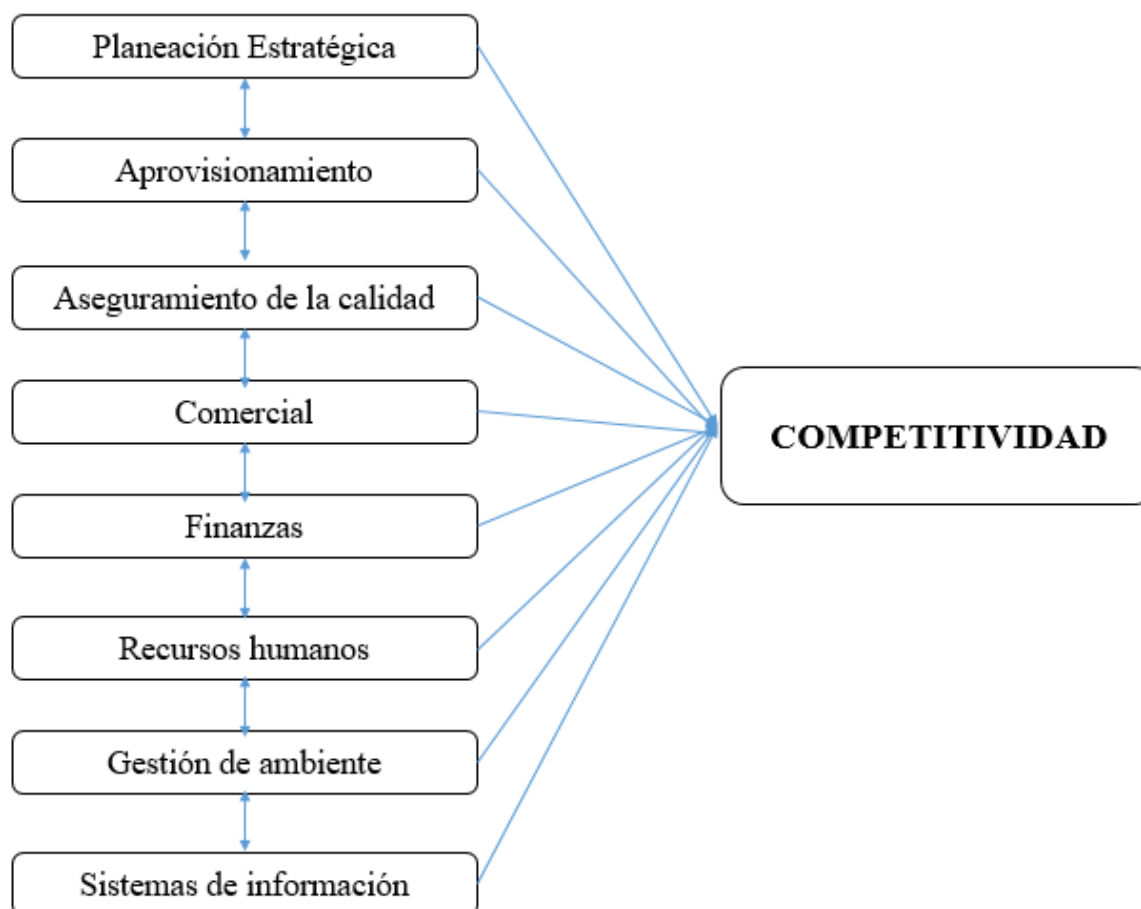 Planeación Estratégica
Aprovisionamiento
Aseguramiento de la calidad
Comercial
COMPETITIVIDAD
Finanzas
Recursos humanos
Gestión de ambiente
Sistemas de información